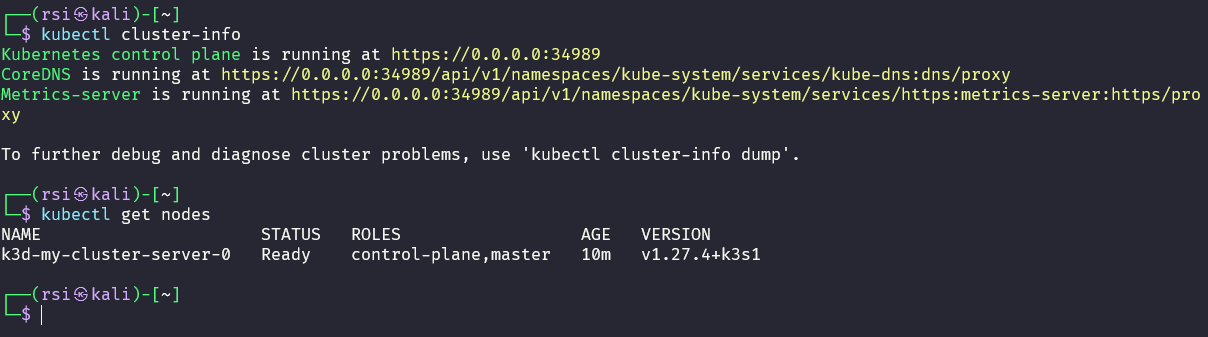 ┌──(rsi㉿kali)-[~]
└─$ kubectl cluster-info
Kubernetes control plane is running at https://0.0.0.0:34989
CoreDNS is running at https://0.0.0.0:34989/api/v1/namespaces/kube-system/services/kube-dns:dns/proxy
Metrics-server is running at https://0.0.0.0:34989/api/v1/namespaces/kube-system/services/https:metrics-server:https/pro
xy

To further debug and diagnose cluster problems, use 'kubectl cluster-info dump'.

┌──(rsi㉿kali)-[~]
└─$ kubectl get nodes
NAME                      STATUS   ROLES                  AGE   VERSION
k3d-my-cluster-server-0   Ready    control-plane,master   10m   v1.27.4+k3s1

┌──(rsi㉿kali)-[~]
└─$